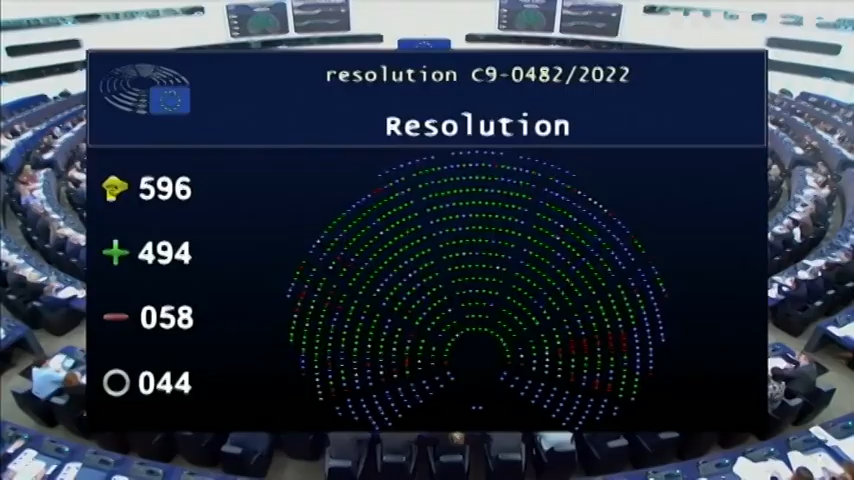 resolution C9-0482/2022
Resolution
596
+ 494
- 058
044